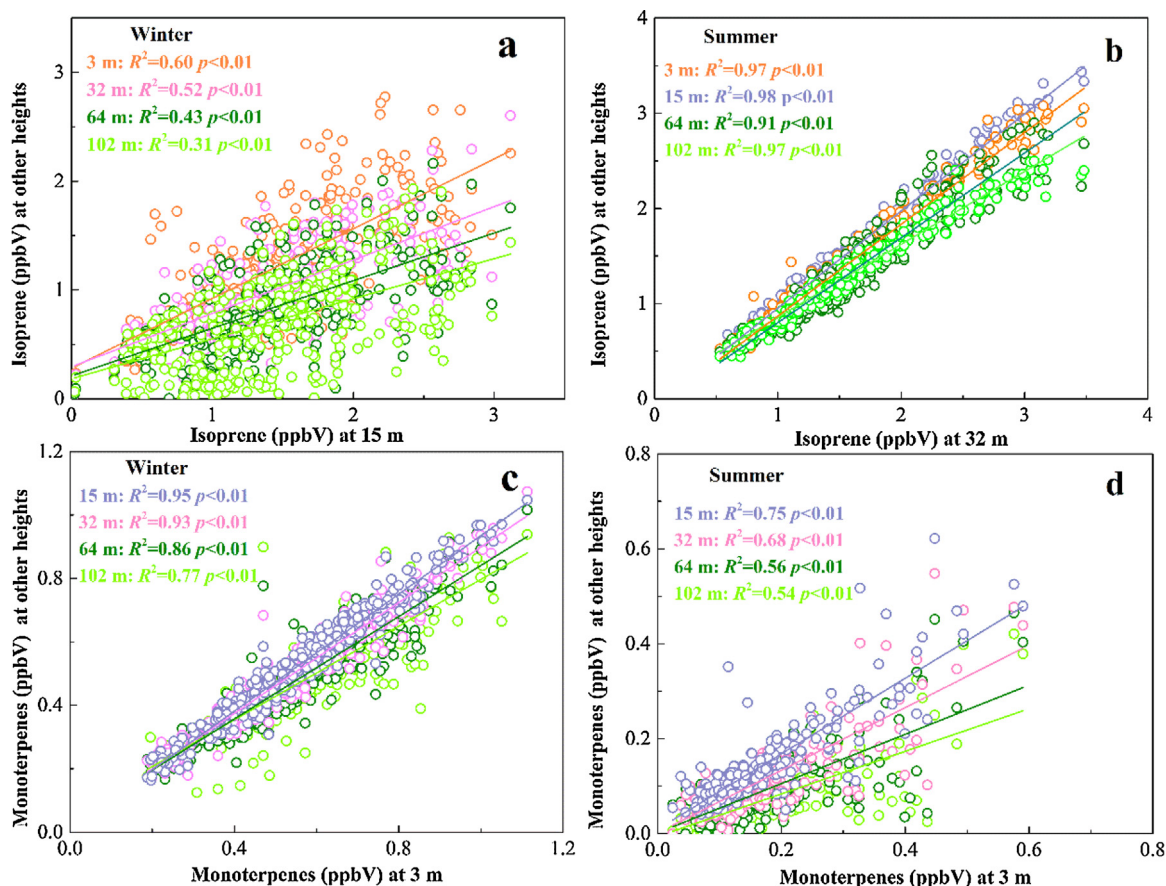 Winter
a
3 m: R²=0.60 p<0.01
32 m: R²=0.52 p<0.01
64 m: R²=0.43 p<0.01
102 m: R²=0.31 p<0.01
Isoprene (ppbV) at other heights
3
2
1
0
0
1
2
3
Isoprene (ppbV) at 15 m
Summer
b
3 m: R²=0.97 p<0.01
15 m: R²=0.98 p<0.01
64 m: R²=0.91 p<0.01
102 m: R²=0.97 p<0.01
Isoprene (ppbV) at other heights
4
3
2
1
0
0
1
2
3
4
Isoprene (ppbV) at 32 m
Winter
c
15 m: R²=0.95 p<0.01
32 m: R²=0.93 p<0.01
64 m: R²=0.86 p<0.01
102 m: R²=0.77 p<0.01
Monoterpenes (ppbV) at other heights
1.2
0.8
0.4
0.0
0.0
0.4
0.8
1.2
Monoterpenes (ppbV) at 3 m
Summer
d
15 m: R²=0.75 p<0.01
32 m: R²=0.68 p<0.01
64 m: R²=0.56 p<0.01
102 m: R²=0.54 p<0.01
Monoterpenes (ppbV) at other heights
0.8
0.6
0.4
0.2
0.0
0.0
0.2
0.4
0.6
0.8
Monoterpenes (ppbV) at 3 m